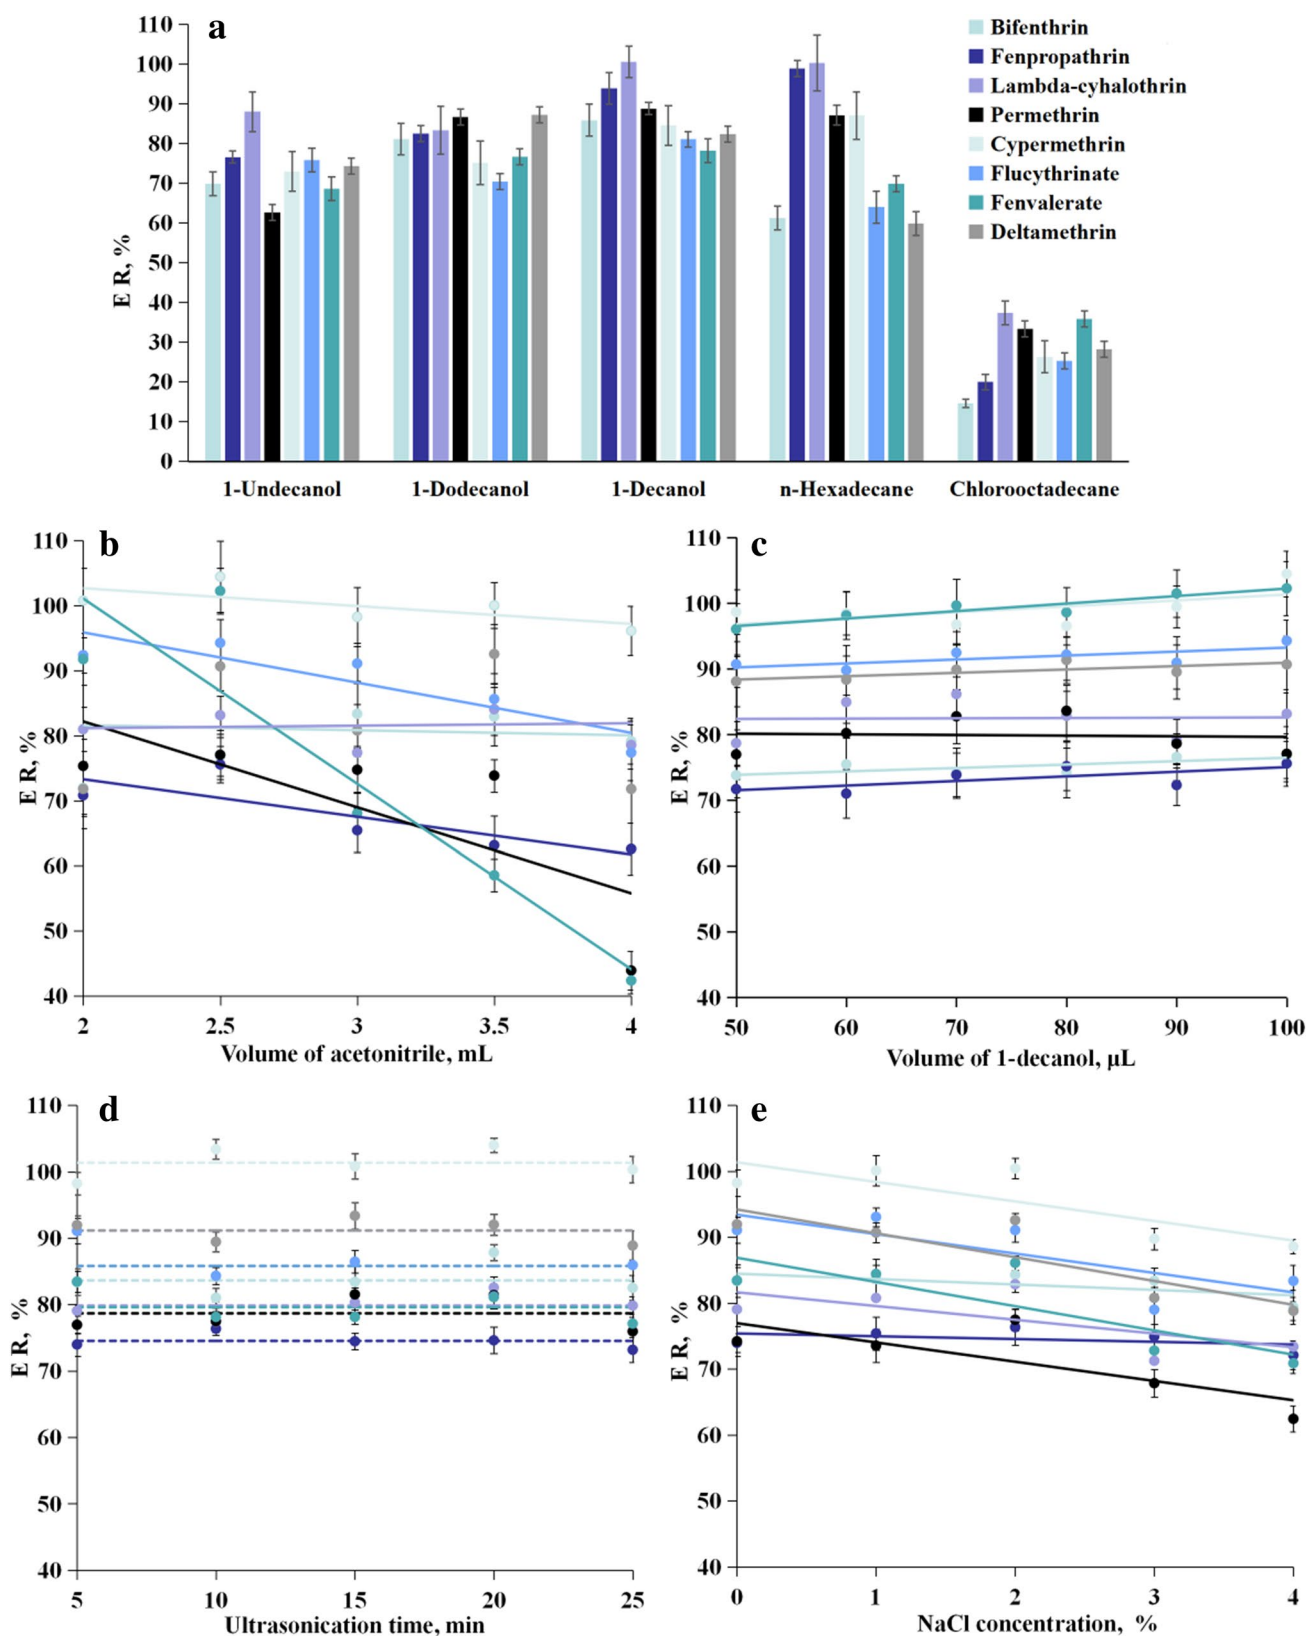 a
110
100
90
80
70
60
50
40
30
20
10
0
E R, %
1-Undecanol 1-Dodecanol 1-Decanol n-Hexadecane Chlorooctadecane
Bifenthrin
Fenpropathrin
Lambda-cyhalothrin
Permethrin
Cypermethrin
Flucythrinate
Fenvalerate
Deltamethrin
b
110
100
90
80
70
60
50
40
E R, %
2 2.5 3 3.5 4
Volume of acetonitrile, mL
c
110
100
90
80
70
60
50
40
E R, %
50 60 70 80 90 100
Volume of 1-decanol, µL
d
110
100
90
80
70
60
50
40
E R, %
5 10 15 20 25
Ultrasonication time, min
e
110
100
90
80
70
60
50
40
E R, %
0 1 2 3 4
NaCl concentration, %